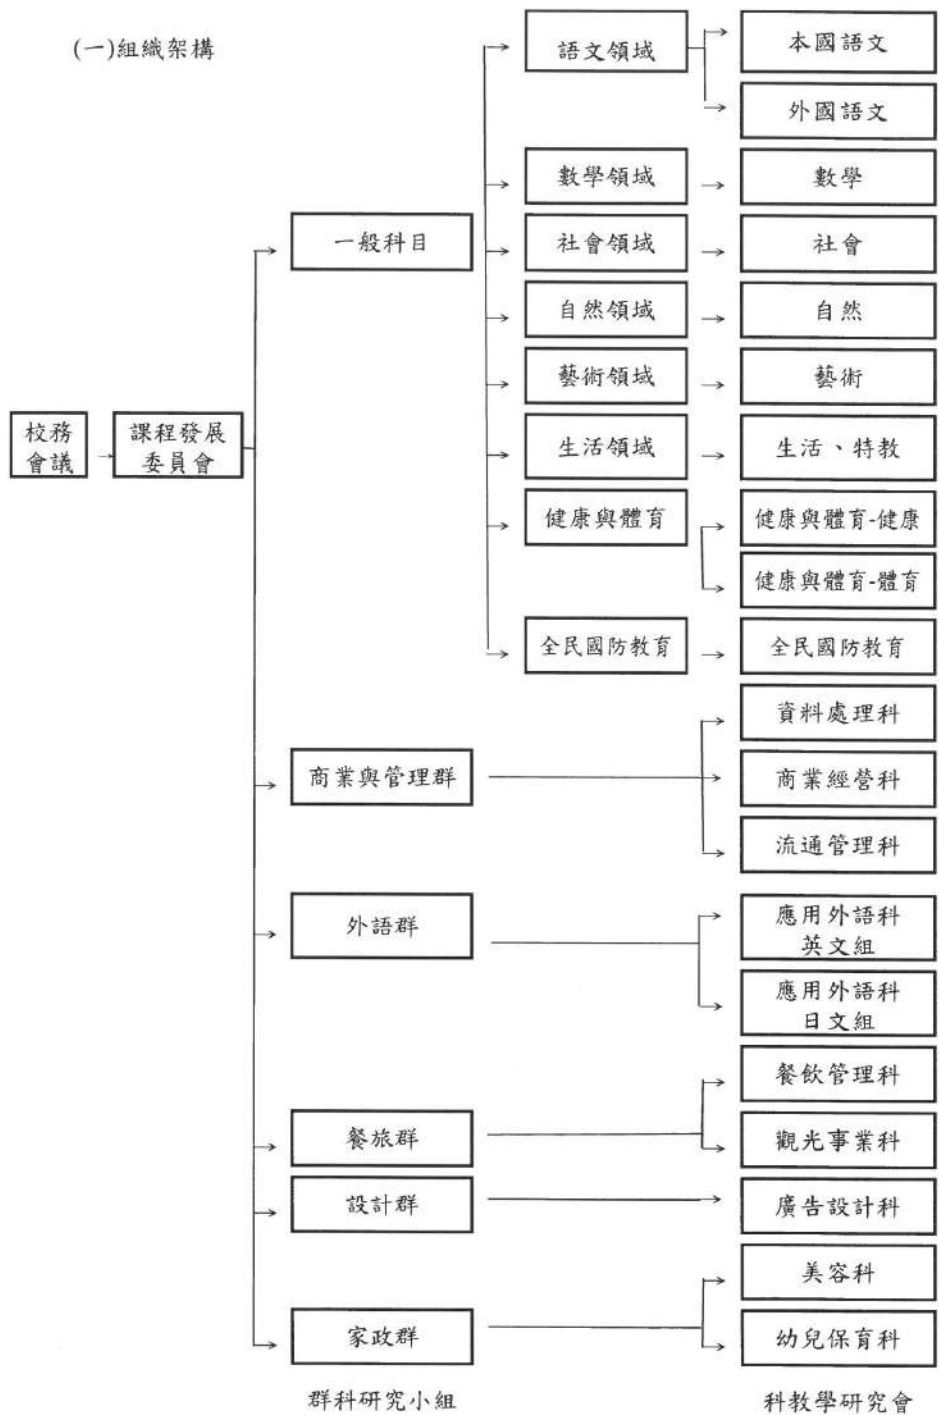 (一)組織架構
語文領域
本國語文
外國語文
數學領域
數學
一般科目
社會領域
社會
自然領域
自然
藝術領域
藝術
校務
會議
課程發展
委員會
生活領域
生活、特教
健康與體育
健康與體育-健康
健康與體育-體育
全民國防教育
全民國防教育
資料處理科
商業與管理群
商業經營科
流通管理科
外語群
應用外語科
英文組
應用外語科
日文組
餐飲管理科
餐旅群
觀光事業科
設計群
廣告設計科
美容科
家政群
幼兒保育科
群科研究小組
科教學研究會